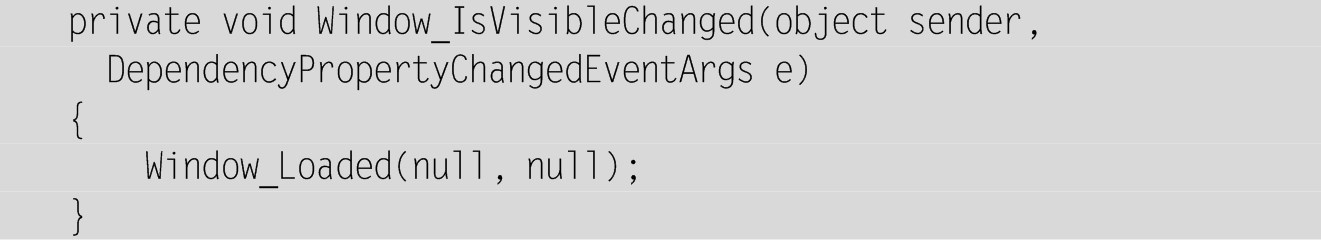 private void Window_IsVisibleChanged(object sender,
DependencyPropertyChangedEventArgs e)
{
Window_Loaded(null, null);
}